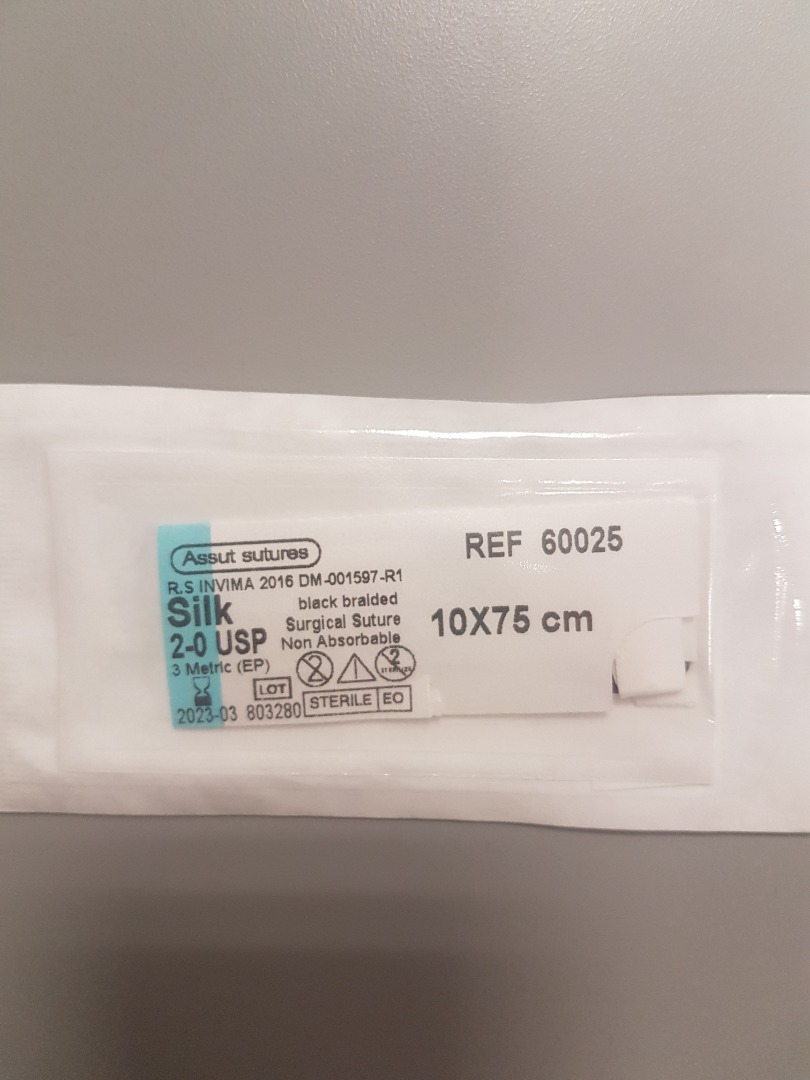 Assut sutures
R.S INVIMA 2016 DM-001597-R1
Silk
black braided
Surgical Suture
2-0 USP
Non Absorbable
3 Metric (EP)
2
LOT
2023-03 803280
STERILE EO
REF 60025
10X75 cm